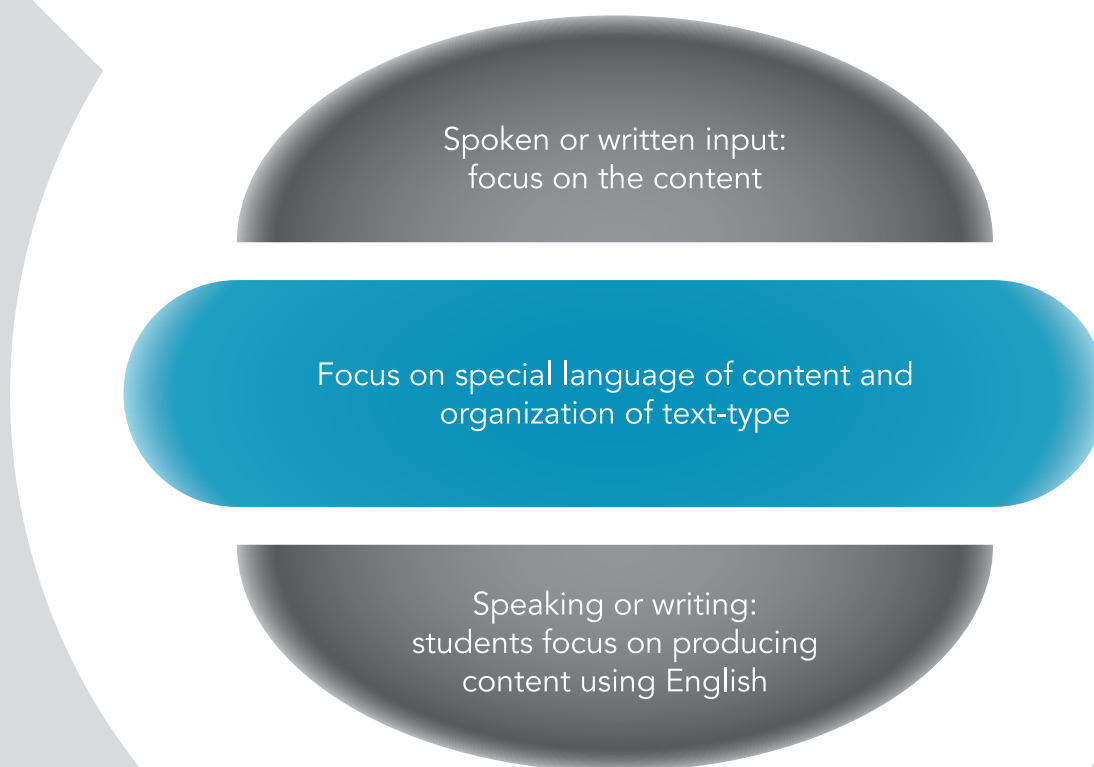 Spoken or written input:
focus on the content
Focus on special language of content and
organization of text-type
Speaking or writing:
students focus on producing
content using English